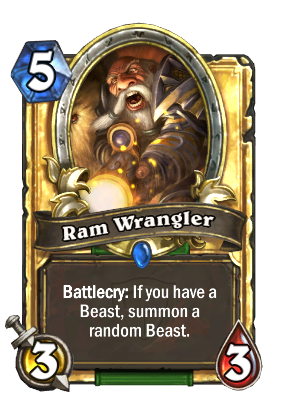 5
Ram Wrangler
Battlecry: If you have a
Beast, summon a
random Beast.
3
3